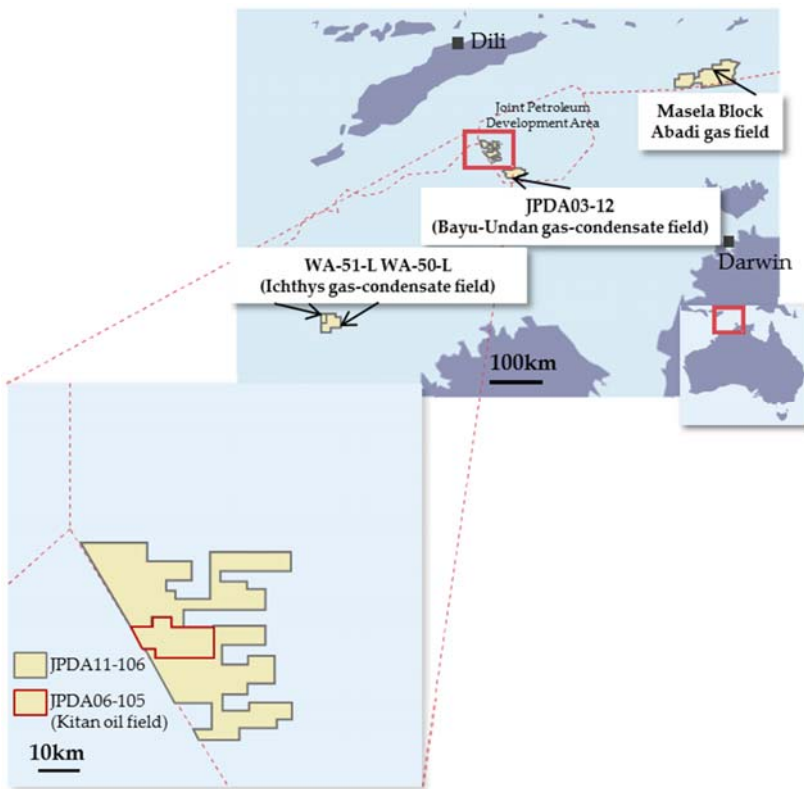 Dili
Masela Block
Abadi gas field
Joint Petroleum
Development Area
JPDA03-12
(Bayu-Undan gas-condensate field)
Darwin
WA-51-L WA-50-L
(Ichthys gas-condensate field)
100km
JPDA11-106
JPDA06-105
(Kitan oil field)
10km